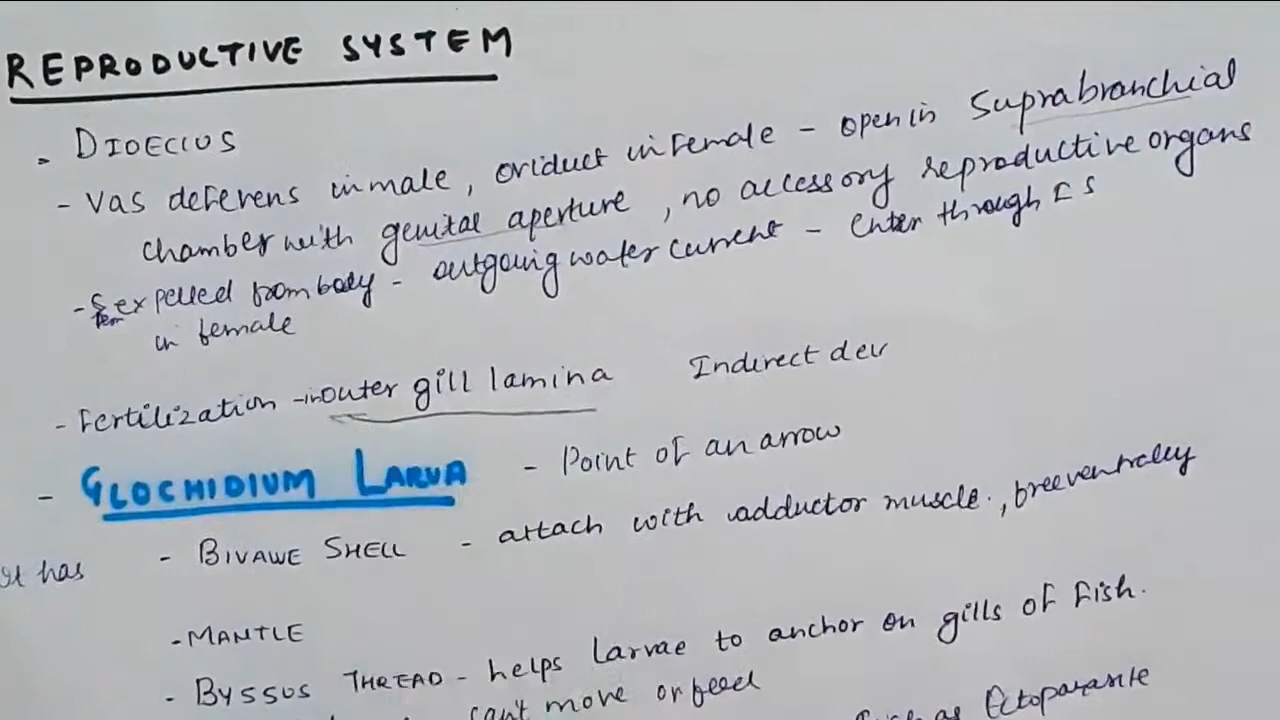 REPRODUCTIVE SYSTEM
- DIOECIUS
- Vas deferens in male, oviduct in female - open in Suprabranchial
chamber with genital aperture, no accessory reproductive organs
- Sperm expelled from body - outgoing water current - enter through IS
in female
- Fertilization - in outer gill lamina Indirect dev
- GLOCHIDIUM LARVA - Point of an arrow
It has - BIVALVE SHELL - attach with adductor muscle, free ventrally
- MANTLE
- BYSSUS THREAD - helps larvae to anchor on gills of fish.
can't move or feed
as Ectoparasite